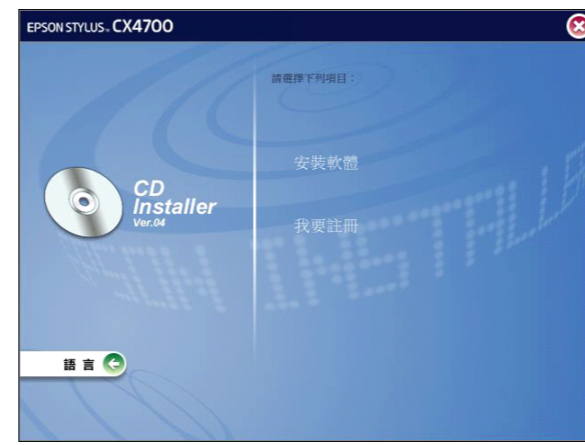 EPSON STYLUS™ CX4700
請選擇下列項目：
安裝軟體
我要註冊
CD
Installer
Ver.04
語言